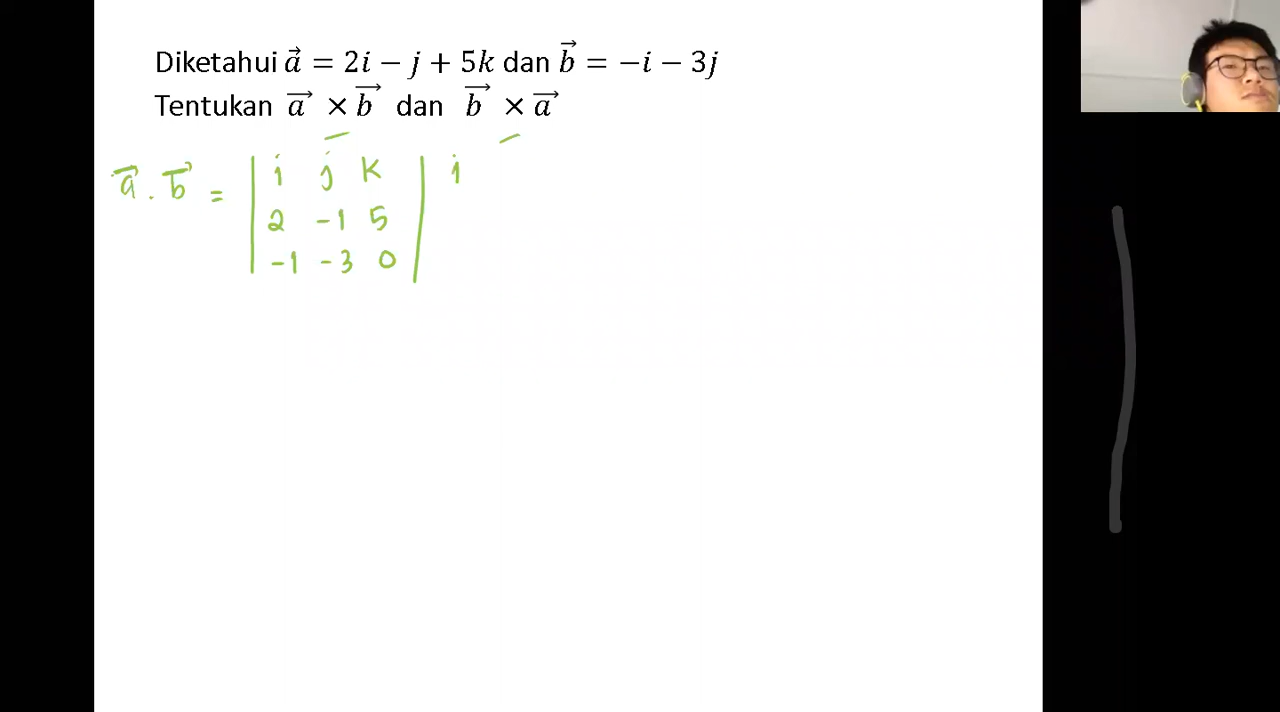 Diketahui a⃗ = 2i − j + 5k dan b⃗ = −i − 3j
Tentukan a⃗ × b⃗ dan b⃗ × a⃗
a⃗ . b⃗ = | i j k | i
2 -1 5
-1 -3 0